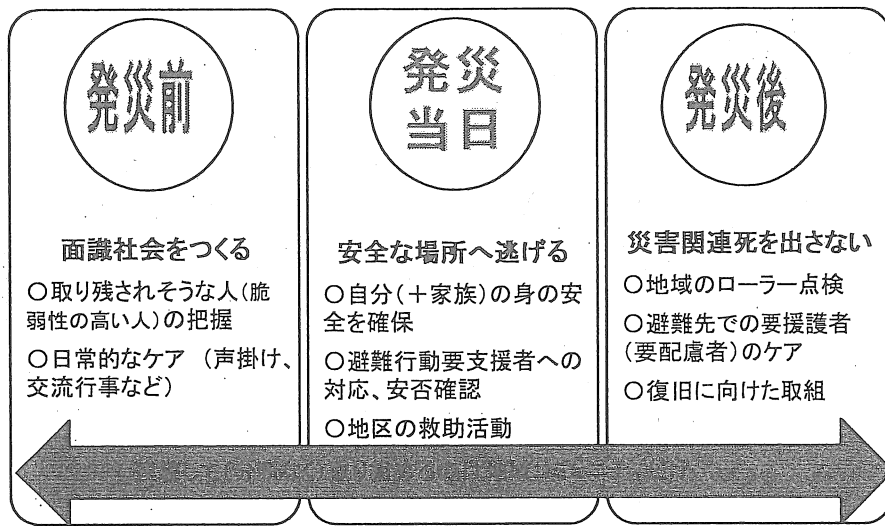 発災前
面識社会をつくる
○取り残されそうな人（脆
弱性の高い人）の把握
○日常的なケア （声掛け、
交流行事など）
発災
当日
安全な場所へ逃げる
○自分（＋家族）の身の安
全を確保
○避難行動要支援者への
対応、安否確認
○地区の救助活動
発災後
災害関連死を出さない
○地域のローラー点検
○避難先での要援護者
（要配慮者）のケア
○復旧に向けた取組